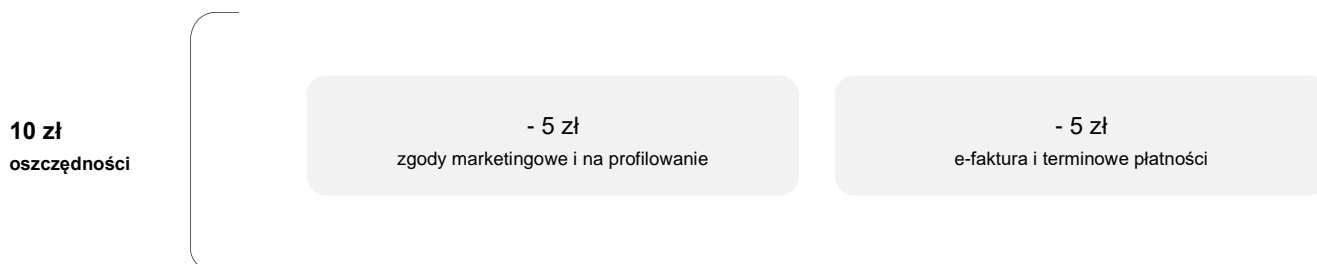 10 zł
oszczędności
- 5 zł
zgody marketingowe i na profilowanie
- 5 zł
e-faktura i terminowe płatności